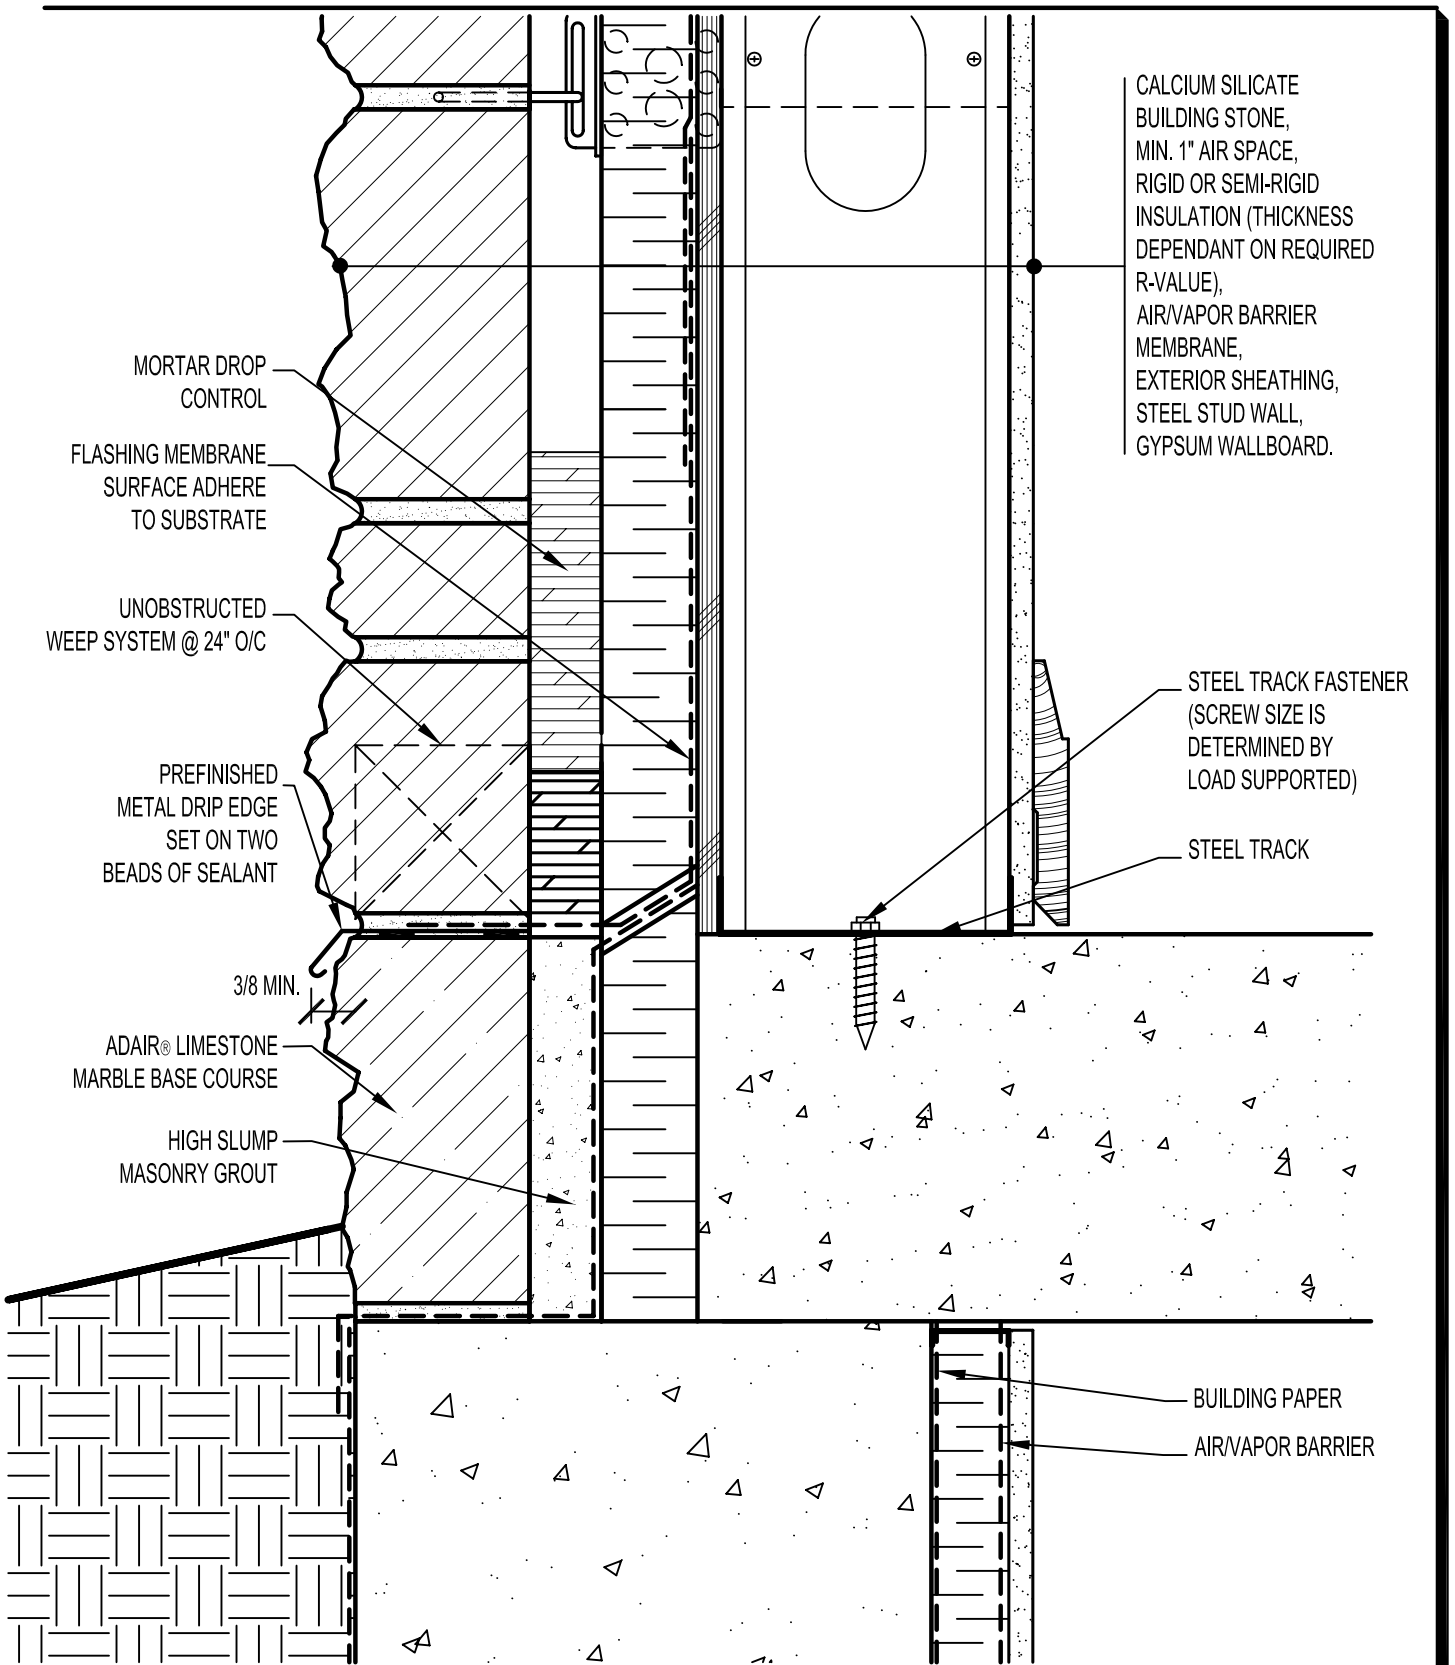 CALCIUM SILICATE
BUILDING STONE,
MIN. 1" AIR SPACE,
RIGID OR SEMI-RIGID
INSULATION (THICKNESS
DEPENDANT ON REQUIRED
R-VALUE),
AIR/VAPOR BARRIER
MEMBRANE,
EXTERIOR SHEATHING,
STEEL STUD WALL,
GYPSUM WALLBOARD.
MORTAR DROP
CONTROL
FLASHING MEMBRANE
SURFACE ADHERE
TO SUBSTRATE
UNOBSTRUCTED
WEEP SYSTEM @ 24" O/C
PREFINISHED
METAL DRIP EDGE
SET ON TWO
BEADS OF SEALANT
3/8 MIN.
ADAIR® LIMESTONE
MARBLE BASE COURSE
HIGH SLUMP
MASONRY GROUT
STEEL TRACK FASTENER
(SCREW SIZE IS
DETERMINED BY
LOAD SUPPORTED)
STEEL TRACK
BUILDING PAPER
AIR/VAPOR BARRIER